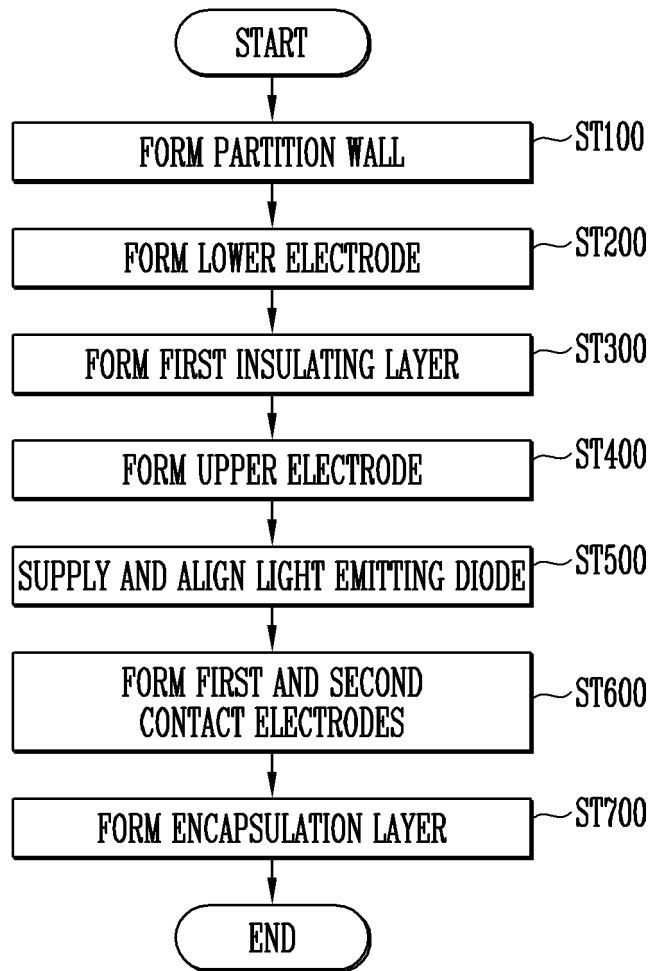 START
FORM PARTITION WALL
ST100
FORM LOWER ELECTRODE
ST200
FORM FIRST INSULATING LAYER
ST300
FORM UPPER ELECTRODE
ST400
SUPPLY AND ALIGN LIGHT EMITTING DIODE
ST500
FORM FIRST AND SECOND
CONTACT ELECTRODES
ST600
FORM ENCAPSULATION LAYER
ST700
END